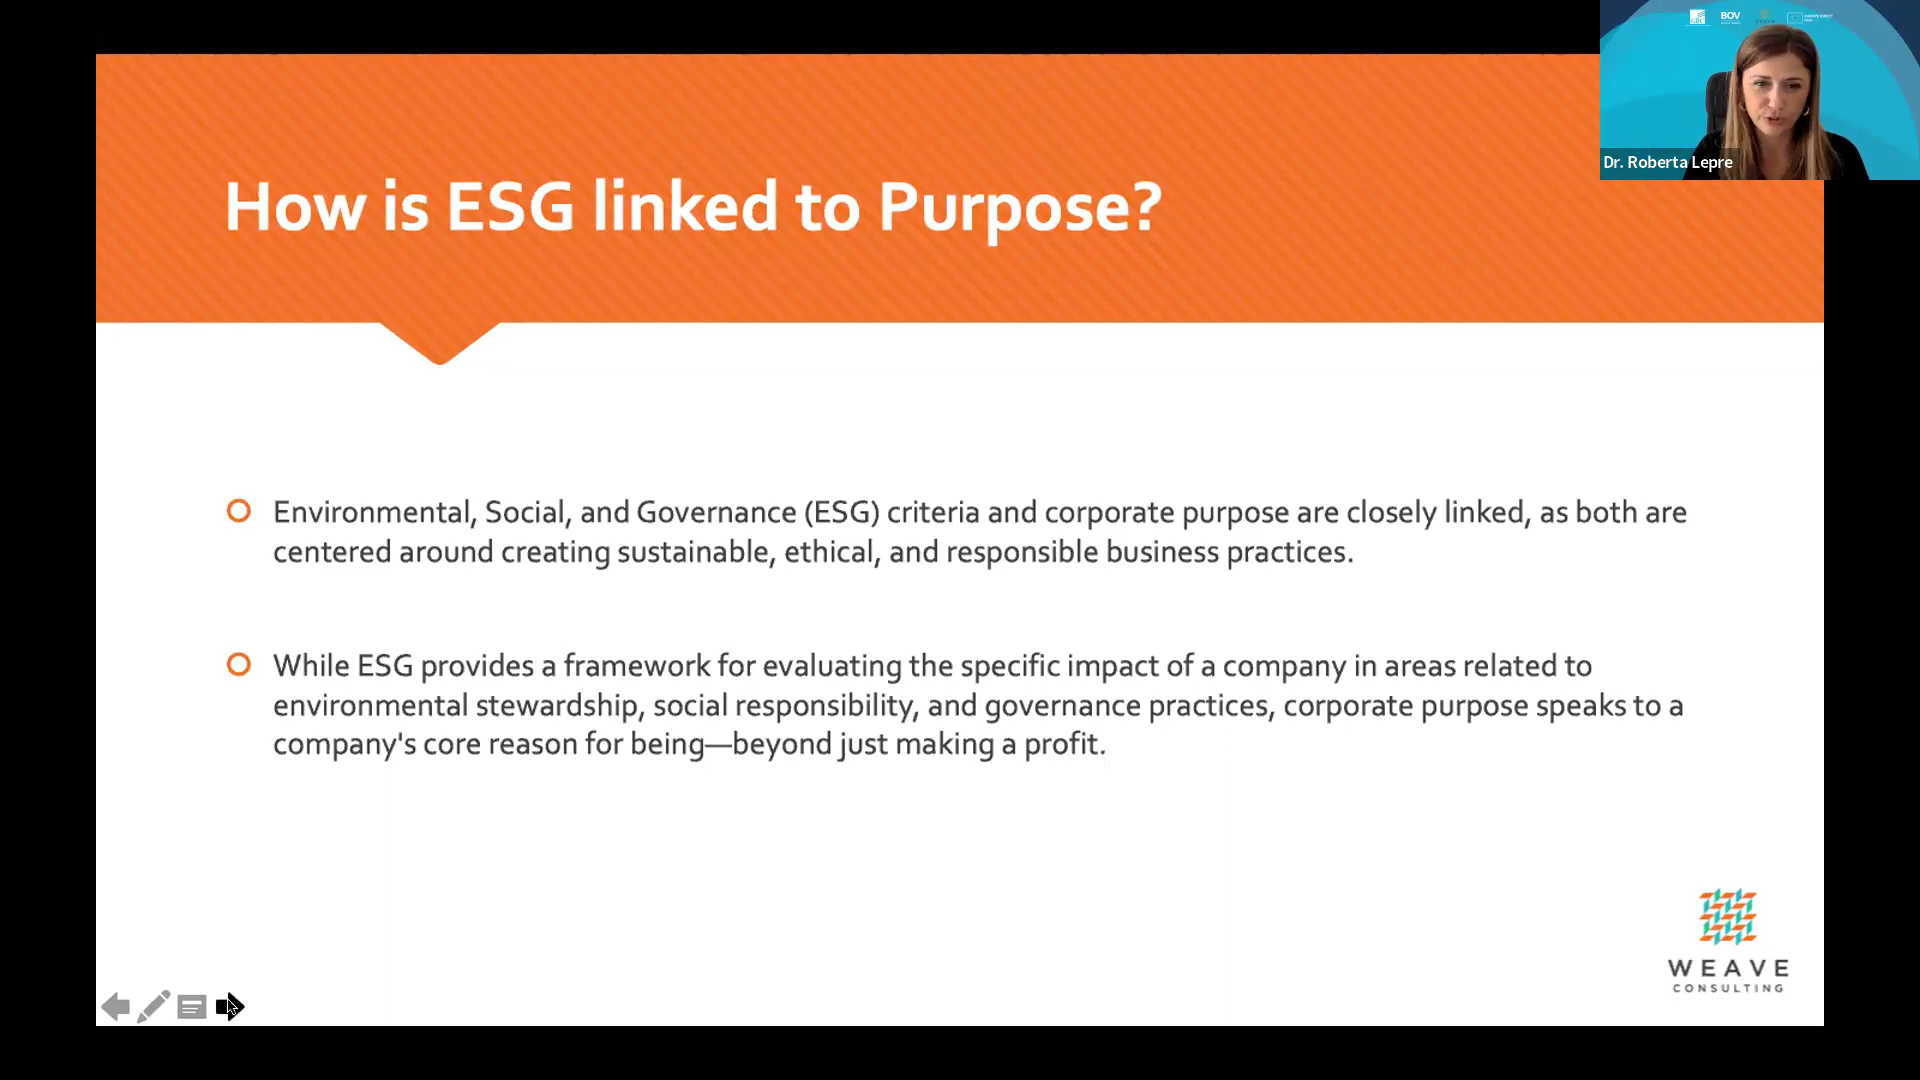 BOV
Dr. Roberta Lepre
How is ESG linked to Purpose?
Environmental, Social, and Governance (ESG) criteria and corporate purpose are closely linked, as both are
centered around creating sustainable, ethical, and responsible business practices.
While ESG provides a framework for evaluating the specific impact of a company in areas related to
environmental stewardship, social responsibility, and governance practices, corporate purpose speaks to a
company's core reason for being—beyond just making a profit.
WEAVE
CONSULTING